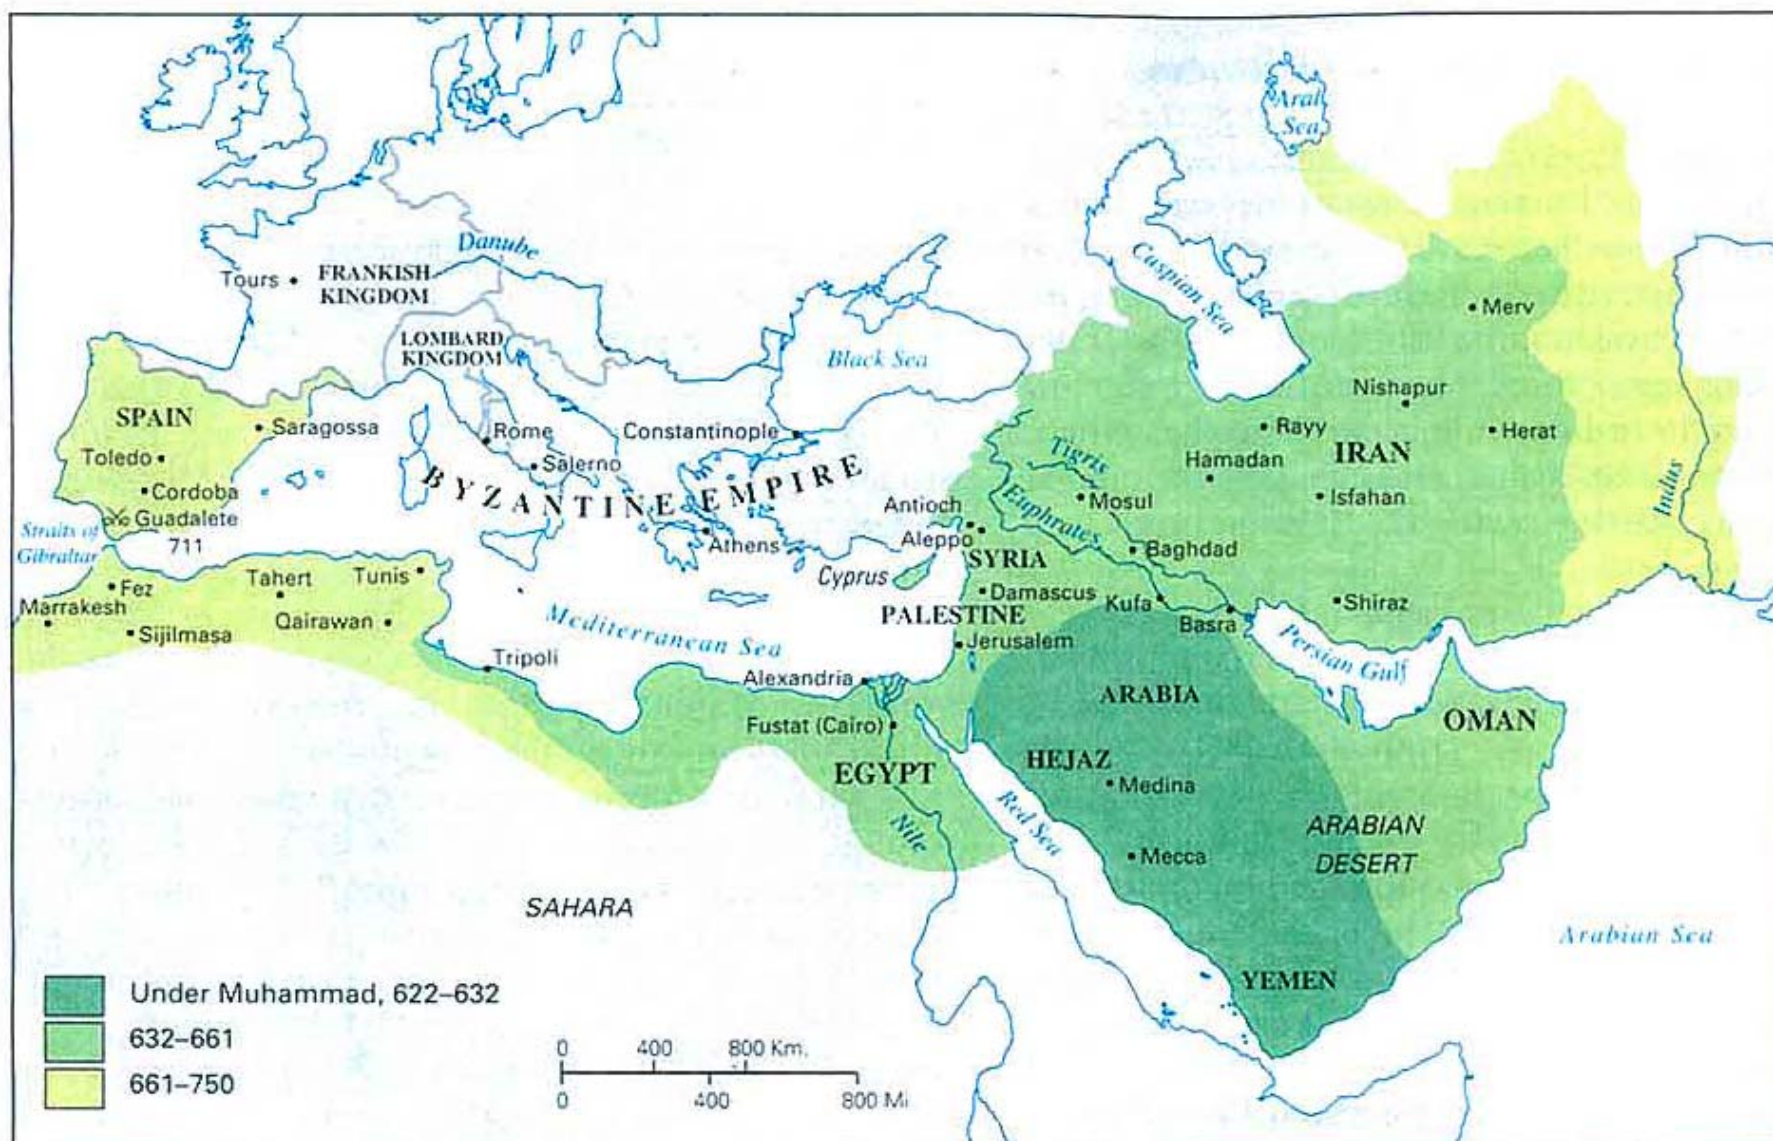 Aral
Sea
Danube
Tours
FRANKISH
KINGDOM
Caspian Sea
Merv
LOMBARD
KINGDOM
Black Sea
Nishapur
SPAIN
Saragossa
Rome
Constantinople
Rayy
Herat
Toledo
Salerno
BYZANTINE EMPIRE
Tigris
Hamadan
IRAN
Cordoba
Mosul
Isfahan
Indus
Straits of
Gibraltar
Guadalete
711
Antioch
Aleppo
Euphrates
Athens
SYRIA
Baghdad
Cyprus
Fez
Tahert
Tunis
Damascus
Kufa
Shiraz
Marrakesh
Qairawan
PALESTINE
Basra
Sijilmasa
Mediterranean Sea
Jerusalem
Persian Gulf
Tripoli
Alexandria
ARABIA
Fustat (Cairo)
OMAN
EGYPT
HEJAZ
Medina
Nile
Red Sea
ARABIAN
DESERT
Mecca
SAHARA
Arabian Sea
YEMEN
Under Muhammad, 622–632
632–661
661–750
0 400 800 Km.
0 400 800 Mi.